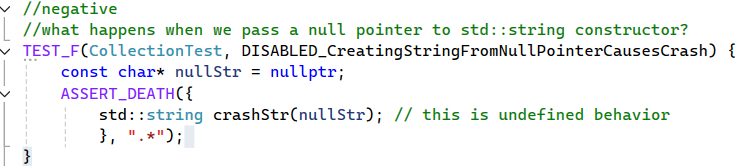 //negative
//what happens when we pass a null pointer to std::string constructor?
TEST_F(CollectionTest, DISABLED_CreatingStringFromNullPointerCausesCrash) {
    const char* nullStr = nullptr;
    ASSERT_DEATH({
        std::string crashStr(nullStr); // this is undefined behavior
        }, ".*");
}